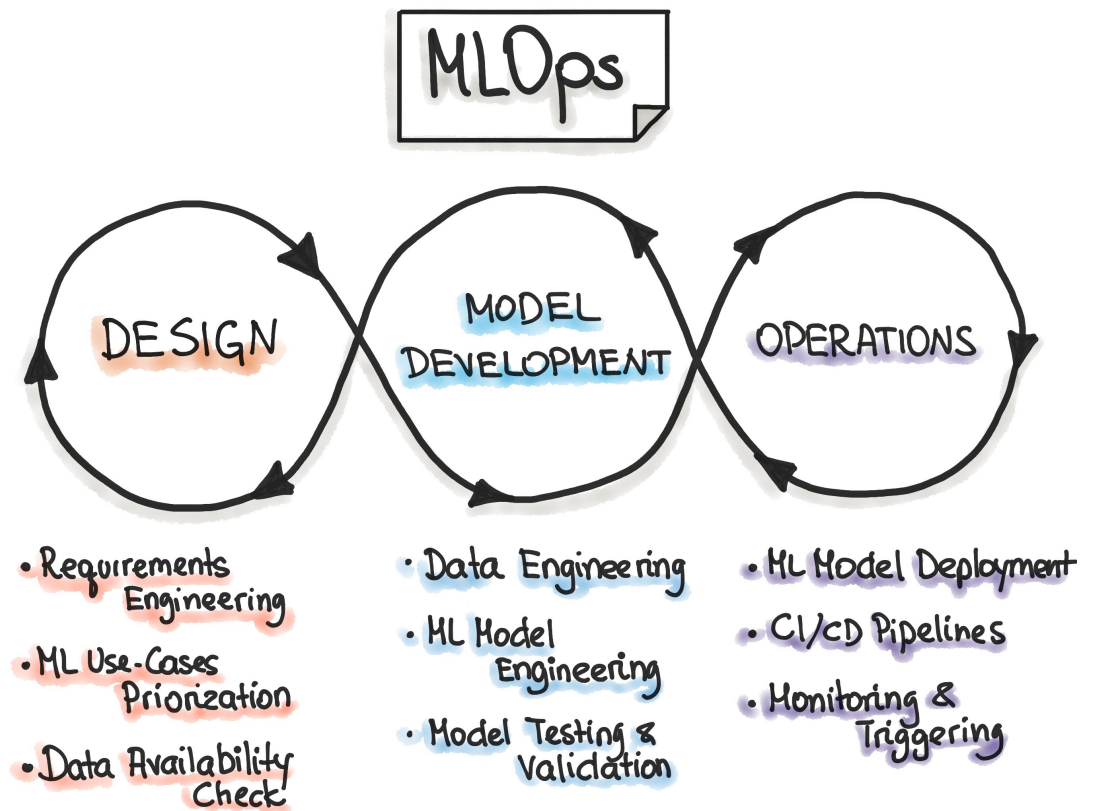 MLOps
DESIGN
MODEL
DEVELOPMENT
OPERATIONS
• Requirements
Engineering
• ML Use-Cases
Priorization
• Data Availability
Check
• Data Engineering
• ML Model
Engineering
• Model Testing &
Validation
• ML Model Deployment
• CI/CD Pipelines
• Monitoring &
Triggering